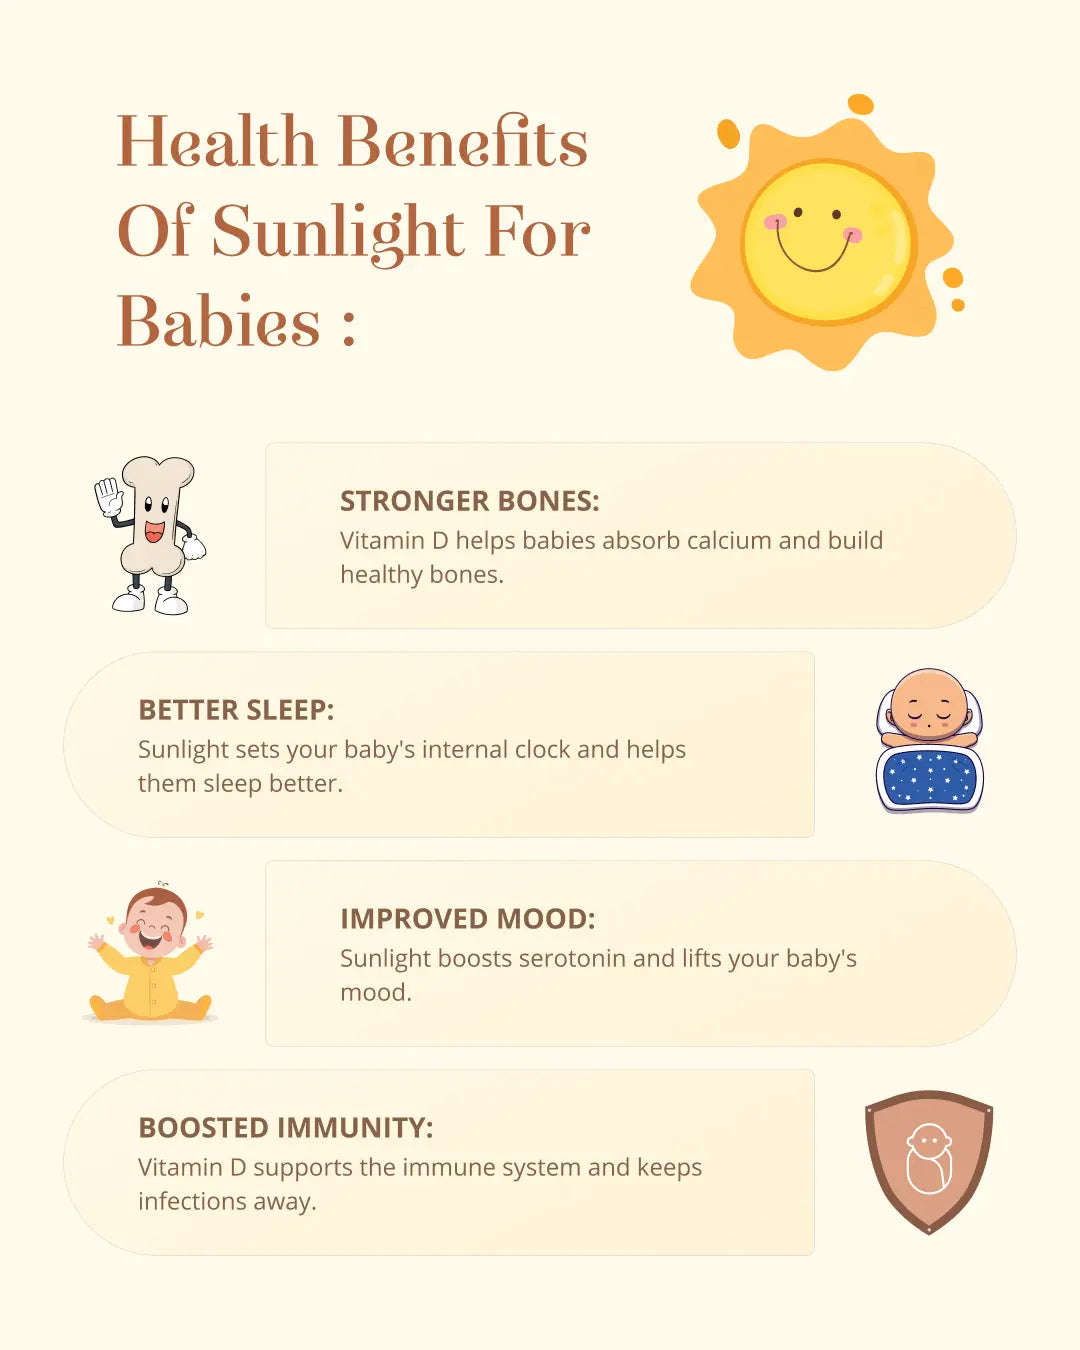 Health Benefits
Of Sunlight For
Babies :
STRONGER BONES:
Vitamin D helps babies absorb calcium and build
healthy bones.
BETTER SLEEP:
Sunlight sets your baby's internal clock and helps
them sleep better.
IMPROVED MOOD:
Sunlight boosts serotonin and lifts your baby's
mood.
BOOSTED IMMUNITY:
Vitamin D supports the immune system and keeps
infections away.